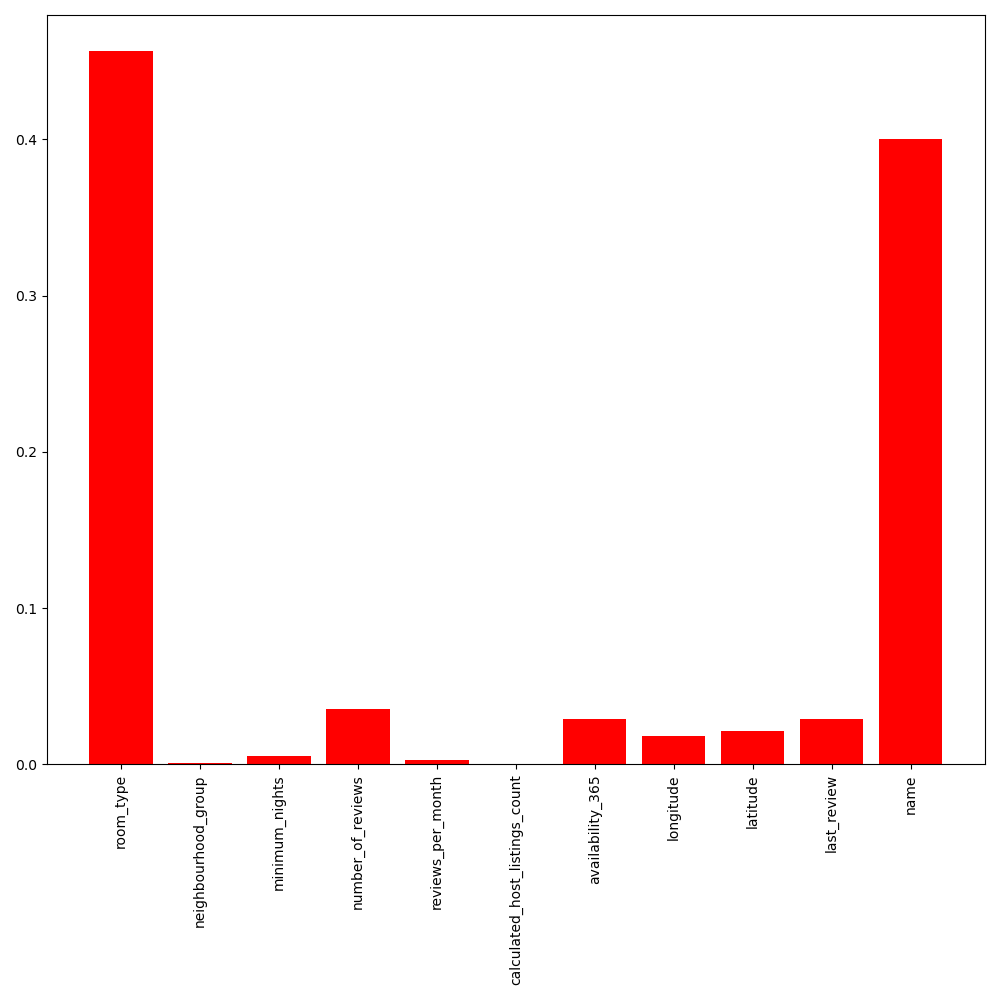 0.4
0.3
0.2
0.1
0.0
room_type
neighbourhood_group
minimum_nights
number_of_reviews
reviews_per_month
calculated_host_listings_count
availability_365
longitude
latitude
last_review
name